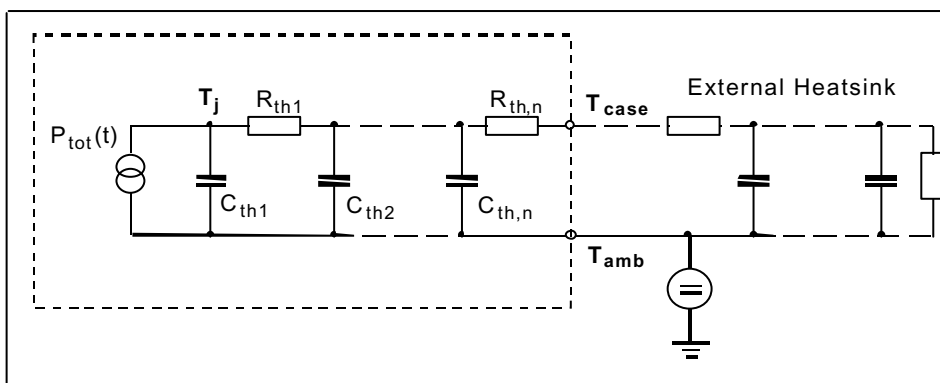 External Heatsink
T_j
R_th1
R_th,n
T_case
P_tot(t)
C_th1
C_th2
C_th,n
T_amb